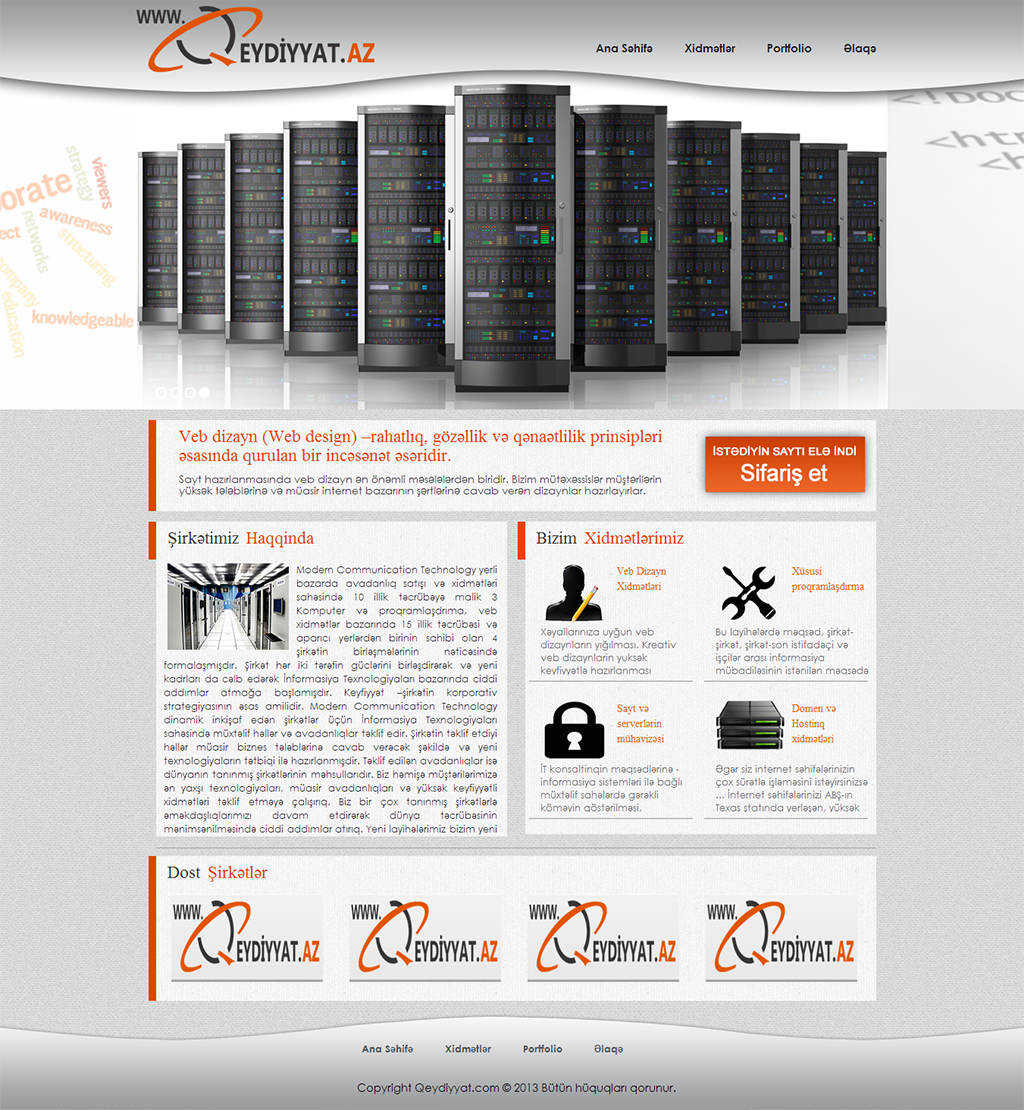 WWW.
QEYDİYYAT.AZ
Ana Səhifə Xidmətlər Portfolio Əlaqə
<!DOC
<htm
<h
orate
strategy
viewers
awareness
ect
networks
structuring
company
education
knowledgeable
Veb dizayn (Web design) –rahatlıq, gözəllik və qənaətlilik prinsipləri
əsasında qurulan bir incəsənət əsəridir.
Sayt hazırlanmasında veb dizayn ən önəmli məsələlərdən biridir. Bizim mütəxəssislər müştərilərin
yüksək tələblərinə və müasir internet bazarının şərtlərinə cavab verən dizaynlar hazırlayırlar.
İSTƏDİYİN SAYTI ELƏ İNDİ
Sifariş et
Şirkətimiz Haqqinda
Modern Communication Technology yerli
bazarda avadanlıq satışı və xidmətləri
sahəsində 10 illik təcrübəyə malik 3
Komputer və proqramlaşdırma, veb
xidmətlər bazarında 15 illik təcrübəsi və
aparıcı yerlərdən birinin sahibi olan 4
şirkətin birləşmələrinin nəticəsində
formalaşmışdır. Şirkət hər iki tərəfin güclərini birləşdirərək və yeni
kadrları da cəlb edərək İnformasiya Texnologiyaları bazarında ciddi
addımlar atmağa başlamışdır. Keyfiyyət –şirkətin korporativ
strategiyasının əsas amilidir. Modern Communication Technology
dinamik inkişaf edən şirkətlər üçün İnformasiya Texnologiyaları
sahəsində müxtəlif həllər və avadanlıqlar təklif edir. Şirkətin təklif etdiyi
həllər müasir biznes tələblərinə cavab verəcək şəkildə və yeni
texnologiyaların tətbiqi ilə hazırlanmışdır. Təklif edilən avadanlıqlar isə
dünyanın tanınmış şirkətlərinin məhsullarıdır. Biz həmişə müştərilərimizə
ən yaxşı texnologiyaları, müasir avadanlıqları və yüksək keyfiyyətli
xidmətləri təklif etməyə çalışırıq. Biz bir çox tanınmış şirkətlərlə
əməkdaşlıqlarımızı davam etdirərək dünya təcrübəsinin
mənimsənilməsində ciddi addımlar atırıq. Yeni layihələrimiz bizim yeni
Bizim Xidmətlərimiz
Veb Dizayn
Xidmətləri
Xəyallarınıza uyğun veb
dizaynların yığılması. Kreativ
veb dizaynların yuksək
keyfiyyətlə hazırlanması
Xüsusi
proqramlaşdırma
Bu layihələrdə məqsəd, şirkət-
şirkət, şirkət-son istifadəçi və
işçilər arası informasiya
mübadiləsinin istənilən məqsədə
Sayt və
serverlərin
mühavizəsi
İT konsaltinqin məqsədlərinə -
informasiya sistemləri ilə bağlı
müxtəlif sahələrdə gərəkli
köməyin göstərilməsi,
Domen və
Hostinq
xidmətləri
Əgər siz internet səhifələrinizin
çox sürətlə işləməsini istəyirsinizsə
... İnternet səhifələrinizi ABŞ-ın
Texas ştatında yerləşən, yüksək
Dost Şirkətlər
WWW. QEYDİYYAT.AZ
WWW. QEYDİYYAT.AZ
WWW. QEYDİYYAT.AZ
WWW. QEYDİYYAT.AZ
Ana Səhifə Xidmətlər Portfolio Əlaqə
Copyright Qeydiyyat.com © 2013 Bütün hüquqları qorunur.